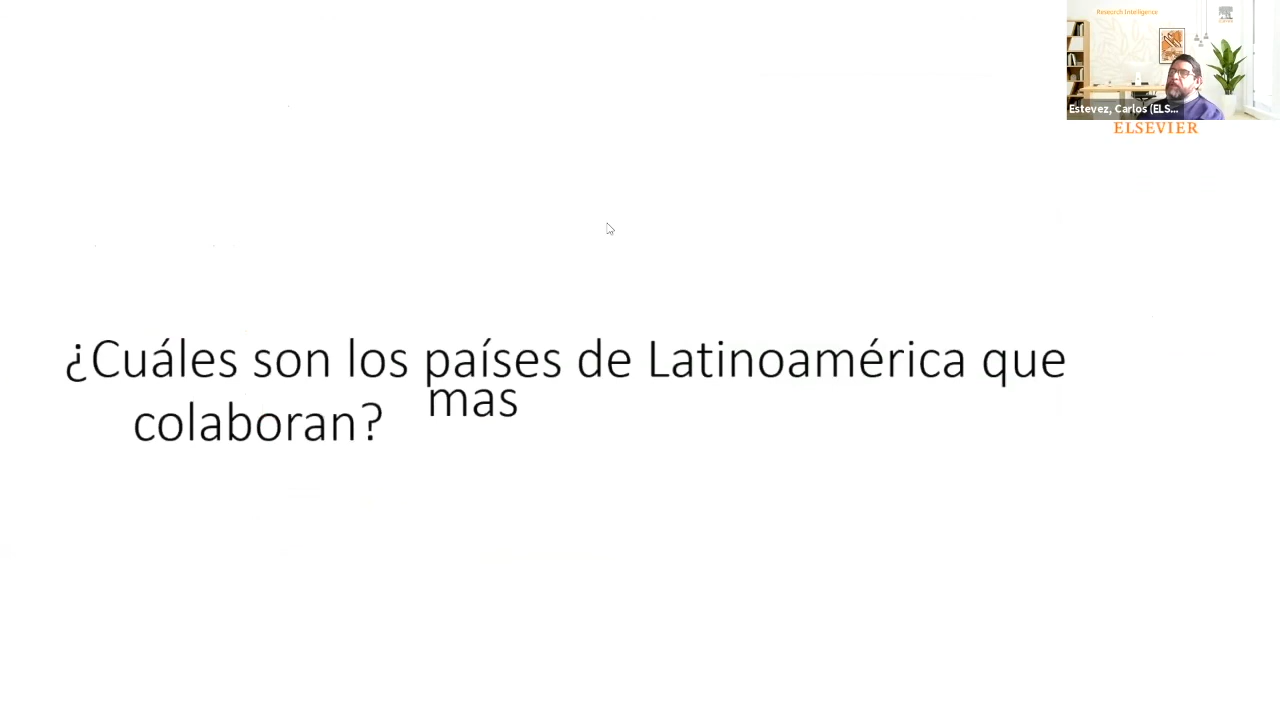 Research Intelligence
Estevez, Carlos (ELS...
ELSEVIER
¿Cuáles son los países de Latinoamérica que
mas
colaboran?